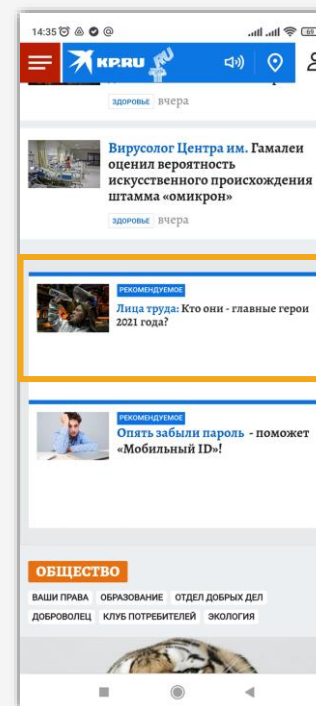 14:35
KP.RU
RU
ЗДОРОВЬЕ вчера
Вирусолог Центра им. Гамалеи
оценил вероятность
искусственного происхождения
штамма «омикрон»
ЗДОРОВЬЕ вчера
РЕКОМЕНДУЕМОЕ
Лица труда: Кто они - главные герои
2021 года?
РЕКОМЕНДУЕМОЕ
Опять забыли пароль - поможет
«Мобильный ID»!
ОБЩЕСТВО
ВАШИ ПРАВА ОБРАЗОВАНИЕ ОТДЕЛ ДОБРЫХ ДЕЛ
ДОБРОВОЛЕЦ КЛУБ ПОТРЕБИТЕЛЕЙ ЭКОЛОГИЯ